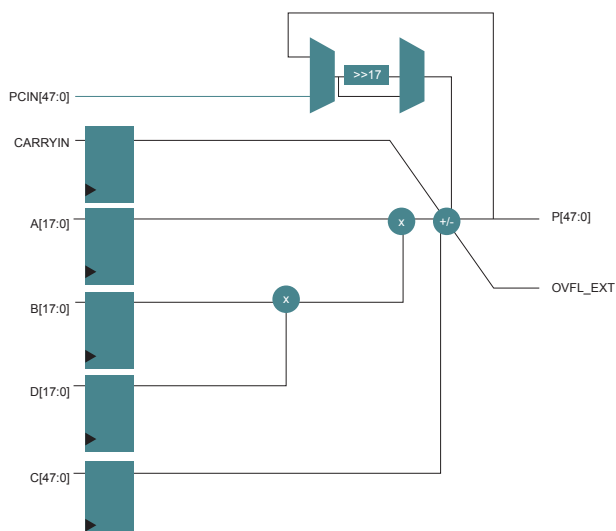 >>17
PCIN[47:0]
CARRYIN
A[17:0]
x
+/-
P[47:0]
OVFL_EXT
B[17:0]
x
D[17:0]
C[47:0]